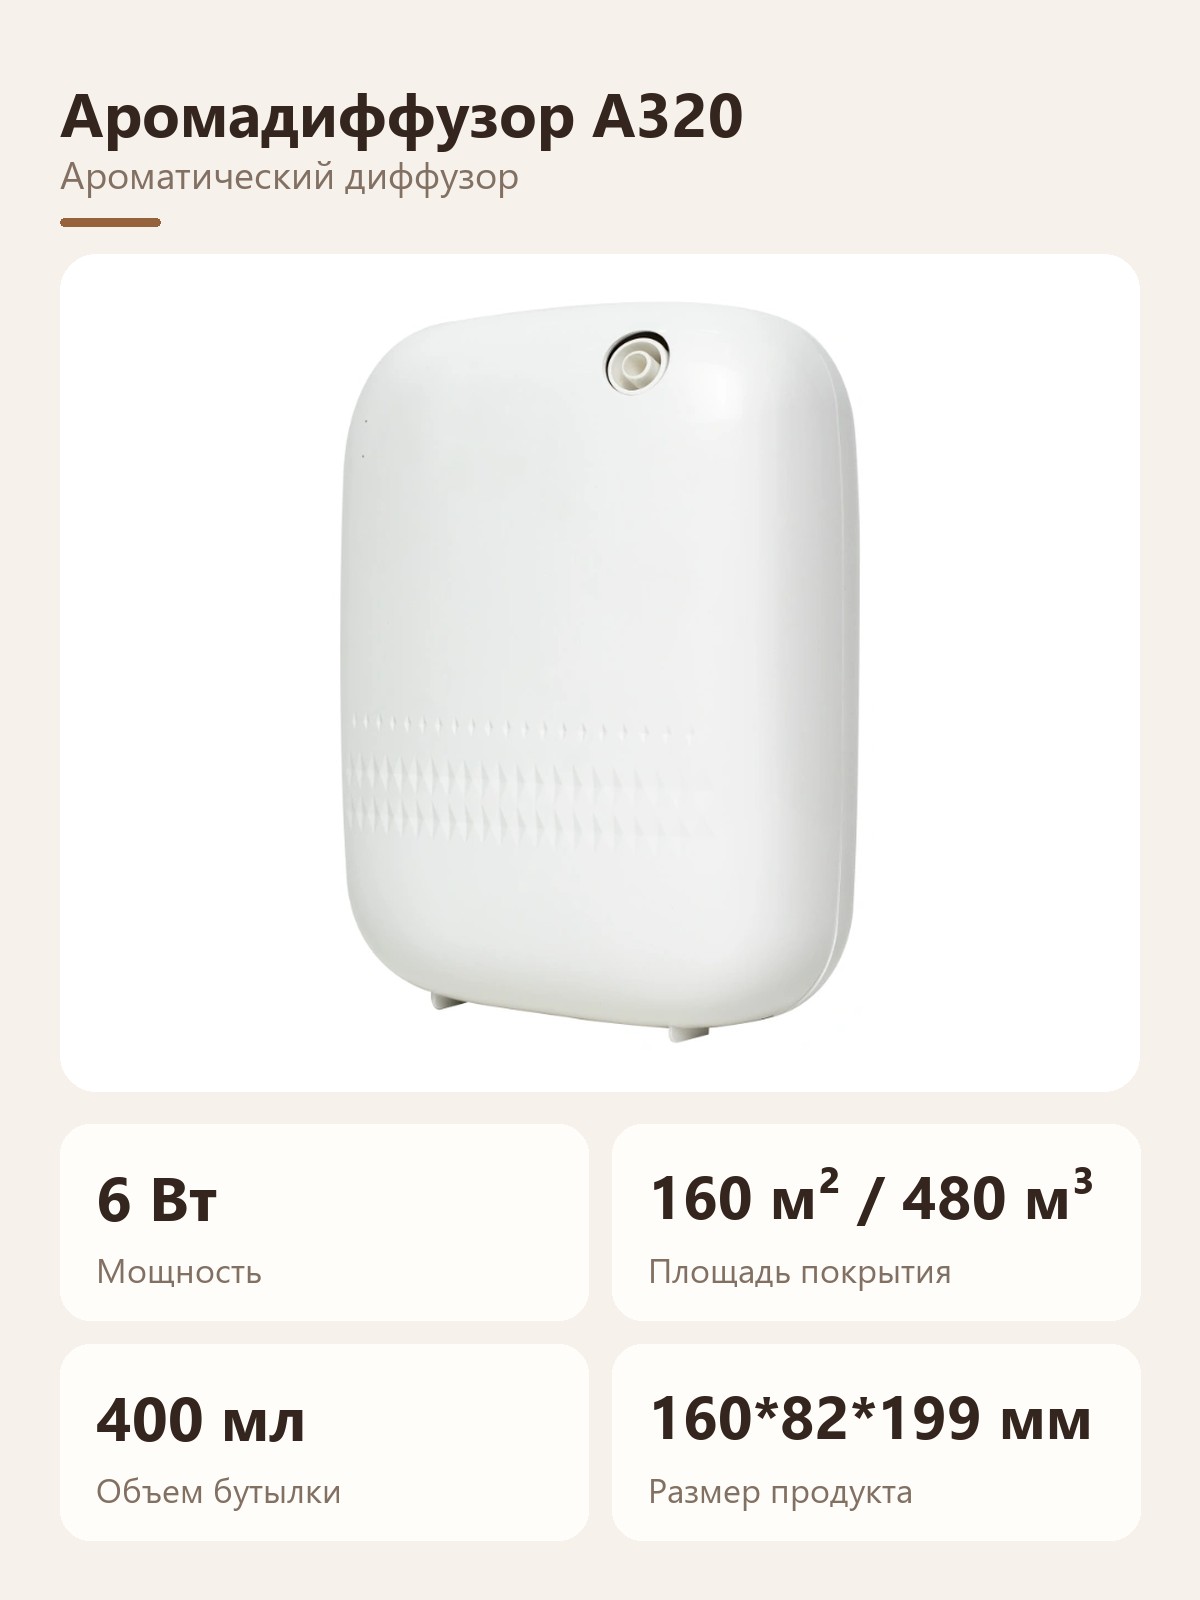 Аромадиффузор A320
Ароматический диффузор
6 Вт
Мощность
160 м² / 480 м³
Площадь покрытия
400 мл
Объем бутылки
160*82*199 мм
Размер продукта